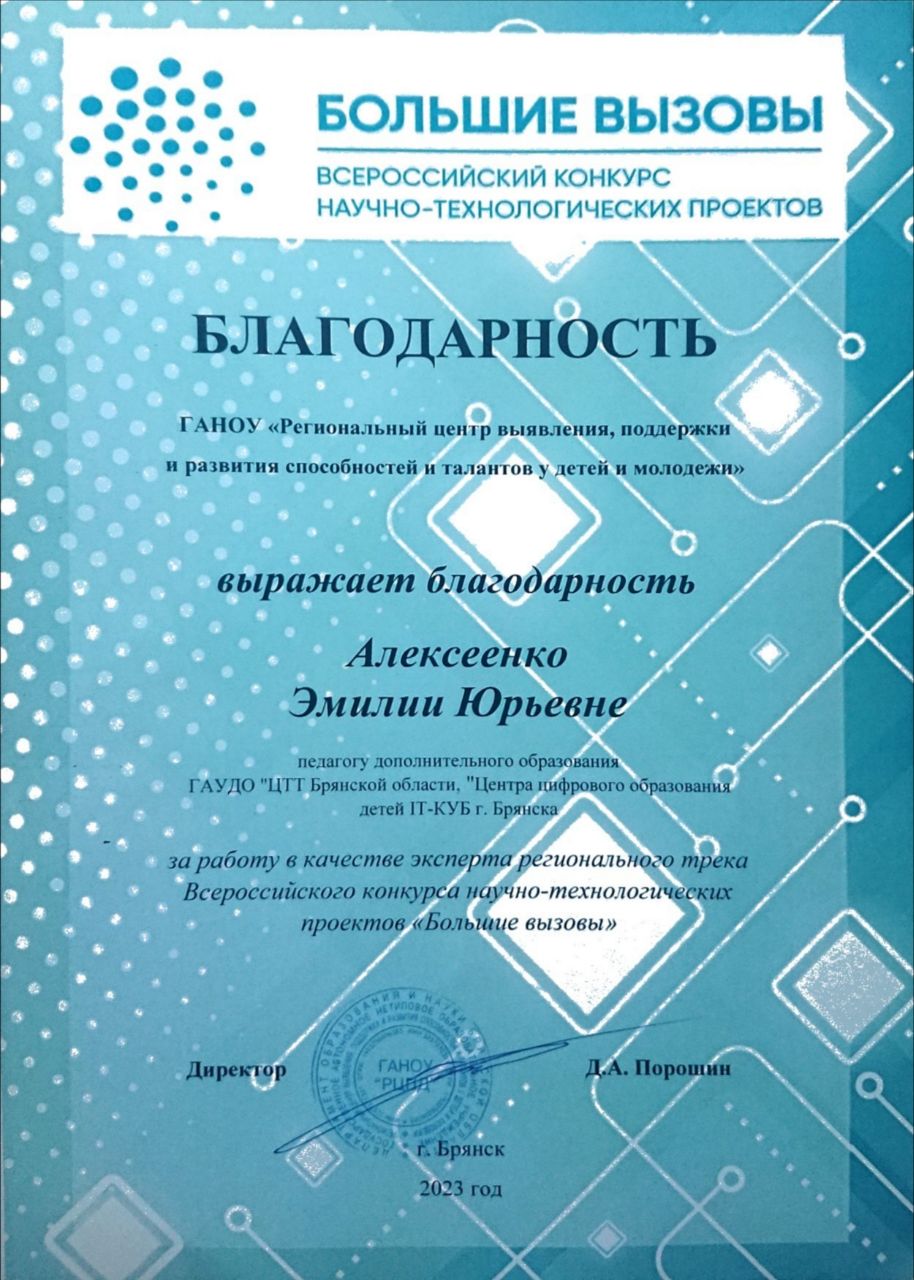 БОЛЬШИЕ ВЫЗОВЫ
ВСЕРОССИЙСКИЙ КОНКУРС
НАУЧНО-ТЕХНОЛОГИЧЕСКИХ ПРОЕКТОВ
БЛАГОДАРНОСТЬ
ГАНОУ «Региональный центр выявления, поддержки
и развития способностей и талантов у детей и молодежи»
выражает благодарность
Алексеенко
Эмилии Юрьевне
педагогу дополнительного образования
ГАУДО "ЦТТ Брянской области, "Центра цифрового образования
детей IT-КУБ г. Брянска
за работу в качестве эксперта регионального трека
Всероссийского конкурса научно-технологических
проектов «Большие вызовы»
Директор
ГАНОУ
"РЦВД"
Д.А. Порошин
г. Брянск
2023 год